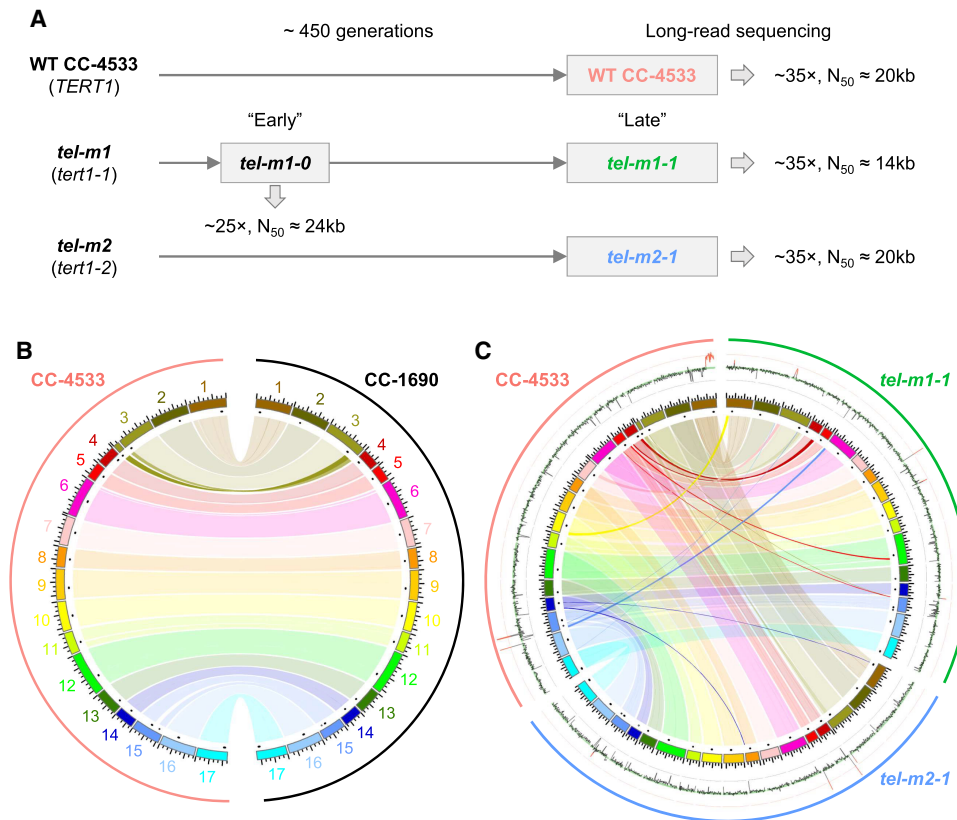 A
~ 450 generations
Long-read sequencing
WT CC-4533
(TERT1)
WT CC-4533
~35×, N50 ≈ 20kb
"Early"
"Late"
tel-m1
(tert1-1)
tel-m1-0
tel-m1-1
~35×, N50 ≈ 14kb
~25×, N50 ≈ 24kb
tel-m2
(tert1-2)
tel-m2-1
~35×, N50 ≈ 20kb
B
CC-4533
CC-1690
1
2
3
4
5
6
7
8
9
10
11
12
13
14
15
16
17
1
2
3
4
5
6
7
8
9
10
11
12
13
14
15
16
17
C
CC-4533
tel-m1-1
tel-m2-1